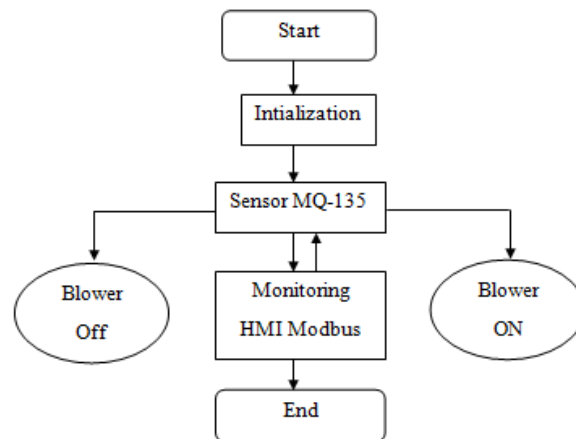 Start
Intialization
Sensor MQ-135
Blower
Off
Monitoring
HMI Modbus
Blower
ON
End